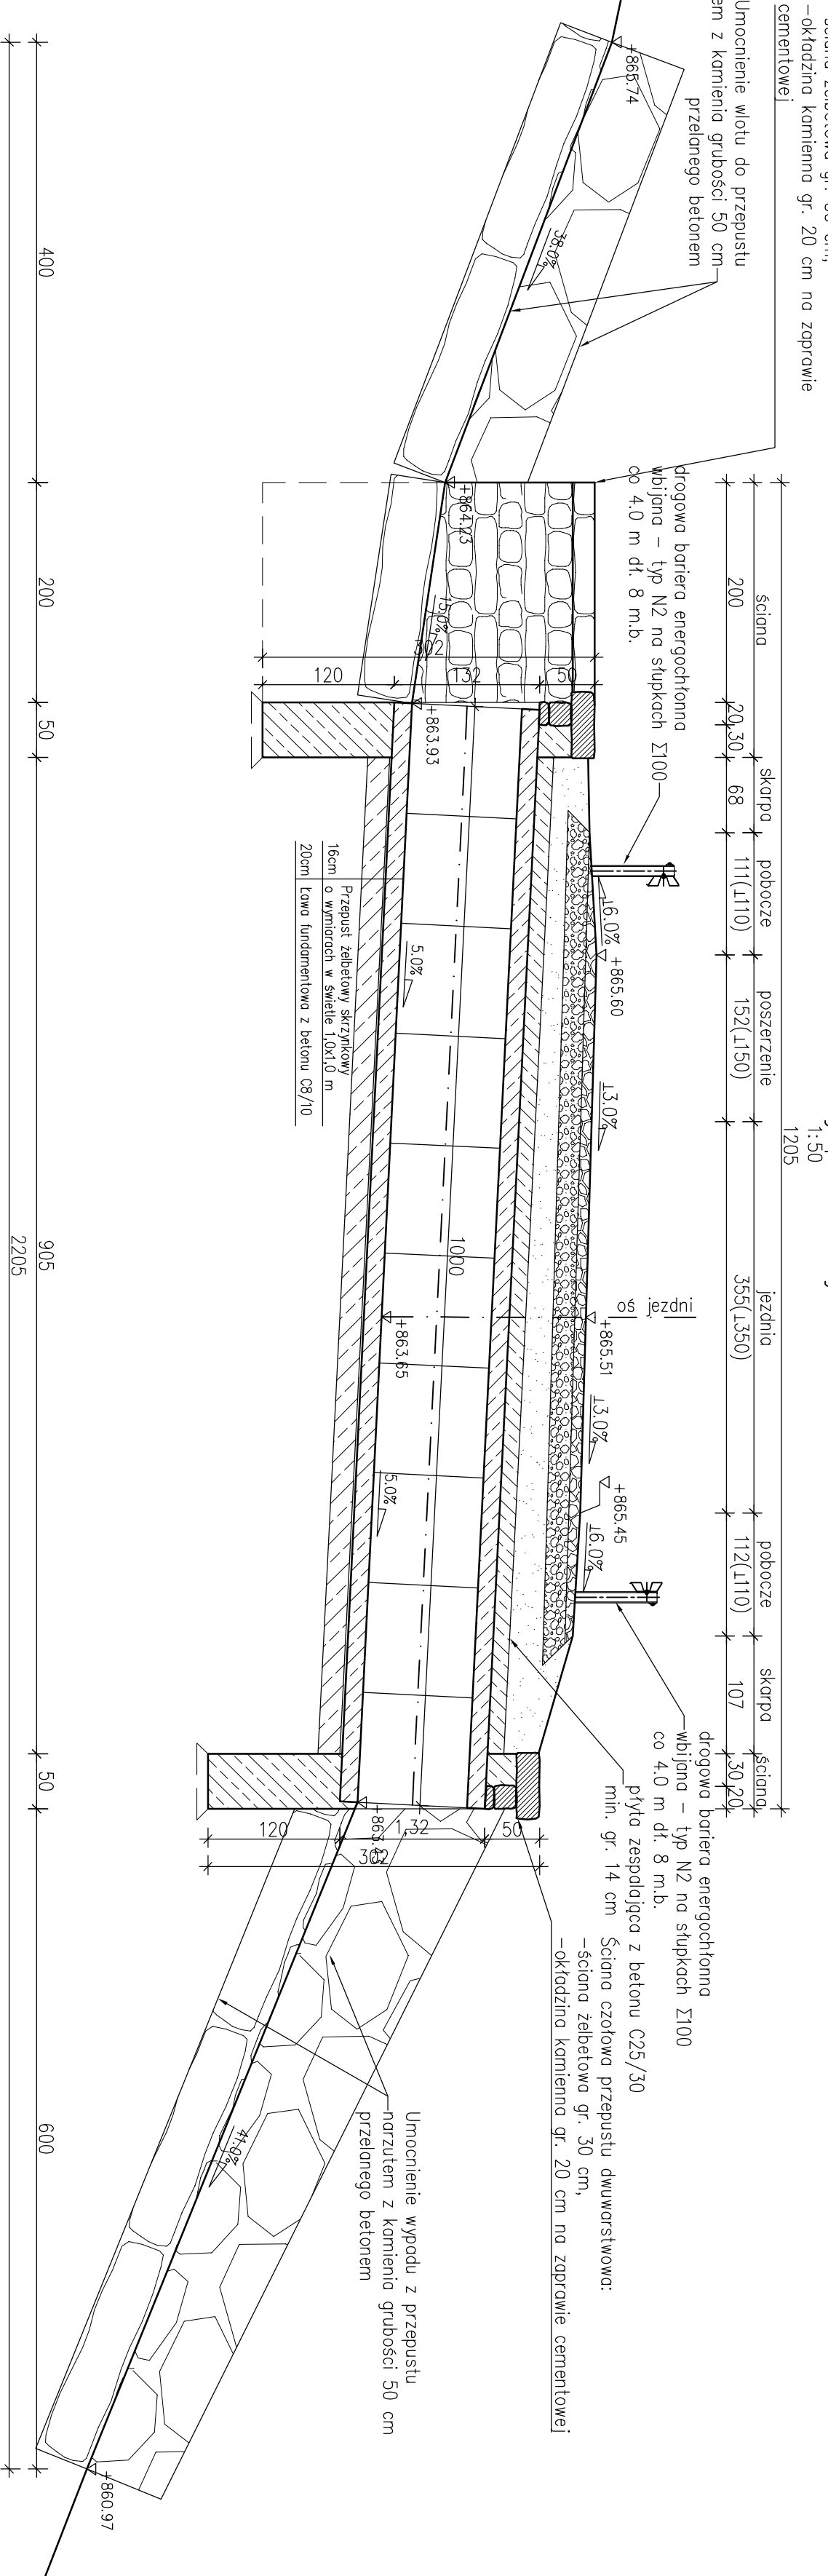 -okładzina kamienna gr. 20 cm na zaprawie
cementowej
Umocnienie wlotu do przepustu
z kamienia grubości 50 cm
przelanego betonem
1:50
1205
ściana
skarpa
pobocze
poszerzenie
jezdnia
pobocze
skarpa
ściana
200
20
30
68
111(⊥110)
152(⊥150)
355(⊥350)
112(⊥110)
107
30
20
drogowa bariera energochłonna
wbijana - typ N2 na słupkach Σ100
co 4.0 m dł. 8 m.b.
drogowa bariera energochłonna
wbijana - typ N2 na słupkach Σ100
co 4.0 m dł. 8 m.b.
płyta zespalająca z betonu C25/30
min. gr. 14 cm
Ściana czołowa przepustu dwuwarstwowa:
-ściana żelbetowa gr. 30 cm,
-okładzina kamienna gr. 20 cm na zaprawie cementowej
oś jezdni
+865.74
38.0%
+864.23
15.0%
302
120
132
50
+863.93
⊥6.0%
+865.60
⊥3.0%
+865.51
⊥3.0%
+865.45
⊥6.0%
5.0%
1000
+863.65
5.0%
+863.43
120
132
50
302
41.0%
+860.97
Przepust żelbetowy skrzynkowy
16cm o wymiarach w świetle 1,0x1,0 m
20cm Ława fundamentowa z betonu C8/10
Umocnienie wypadu z przepustu
narzutem z kamienia grubości 50 cm
przelanego betonem
400
200
50
905
50
600
2205